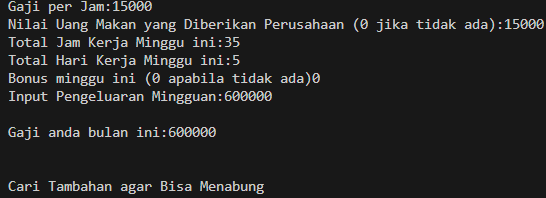 Gaji per Jam:15000
Nilai Uang Makan yang Diberikan Perusahaan (0 jika tidak ada):15000
Total Jam Kerja Minggu ini:35
Total Hari Kerja Minggu ini:5
Bonus minggu ini (0 apabila tidak ada)0
Input Pengeluaran Mingguan:600000
Gaji anda bulan ini:600000
Cari Tambahan agar Bisa Menabung